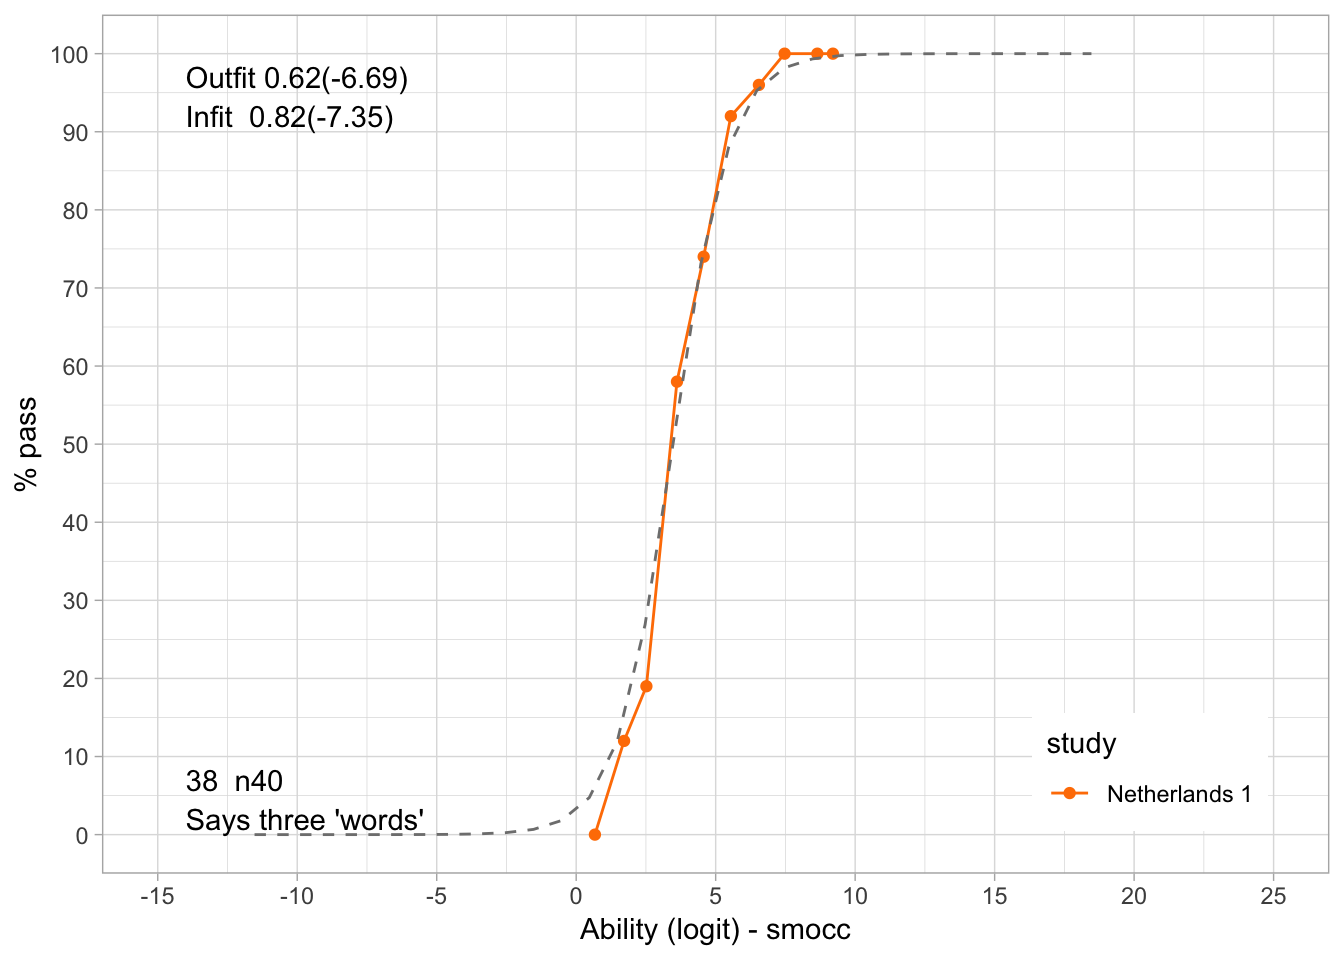 Outfit 0.62(-6.69)
Infit  0.82(-7.35)
100
90
80
70
60
50
40
30
20
10
0
% pass
38  n40
Says three 'words'
study
Netherlands 1
-15 -10 -5 0 5 10 15 20 25
Ability (logit) - smocc